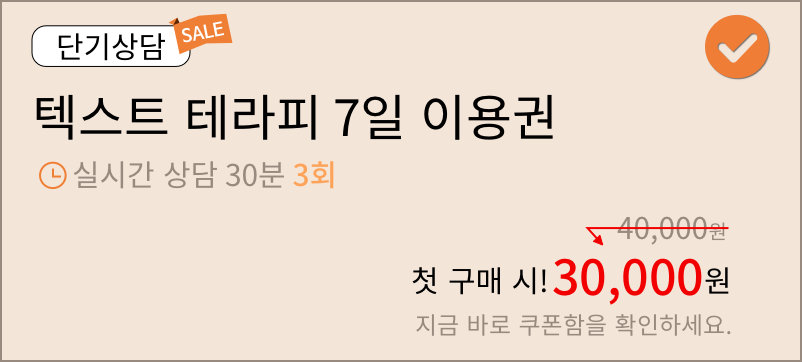 단기상담 SALE
텍스트 테라피 7일 이용권
실시간 상담 30분 3회
40,000원
첫 구매 시! 30,000원
지금 바로 쿠폰함을 확인하세요.